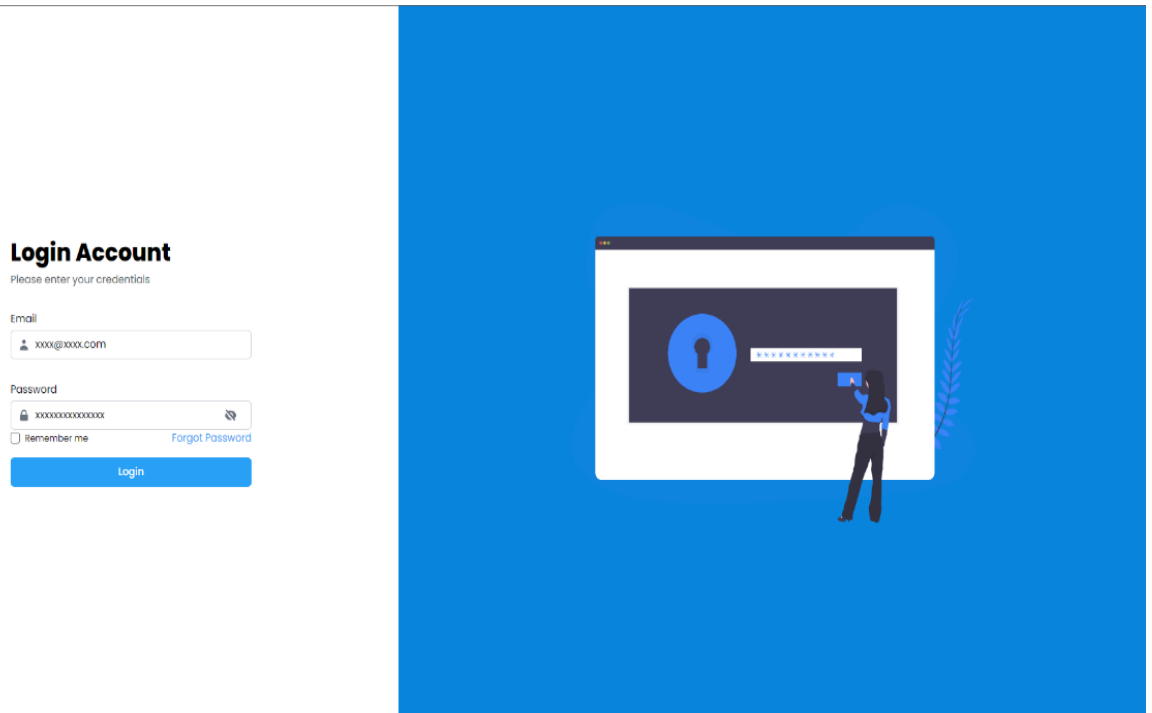 Login Account
Please enter your credentials
Email
xxxx@xxxx.com
Password
xxxxxxxxxxxxxxx
Remember me
Forgot Password
Login
***********